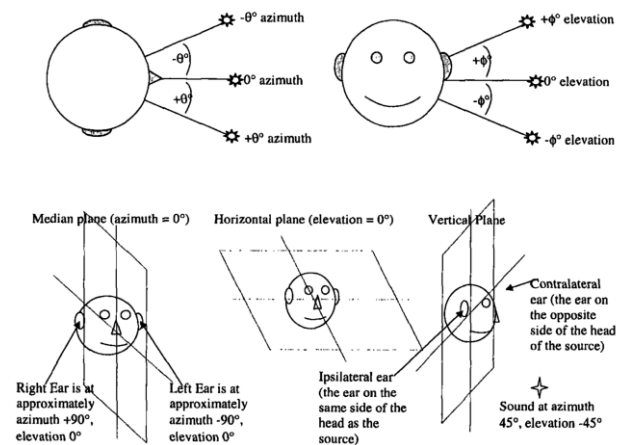 -θ° azimuth
-θ°
0° azimuth
+θ°
+θ° azimuth
+ϕ° elevation
+ϕ°
0° elevation
-ϕ°
-ϕ° elevation
Median plane (azimuth = 0°)
Horizontal plane (elevation = 0°)
Vertical Plane
Right Ear is at
approximately
azimuth +90°,
elevation 0°
Left Ear is at
approximately
azimuth -90°,
elevation 0°
Ipsilateral ear
(the ear on the
same side of the
head as the
source)
Contralateral
ear (the ear on
the opposite
side of the head
of the source)
Sound at azimuth
45°, elevation -45°